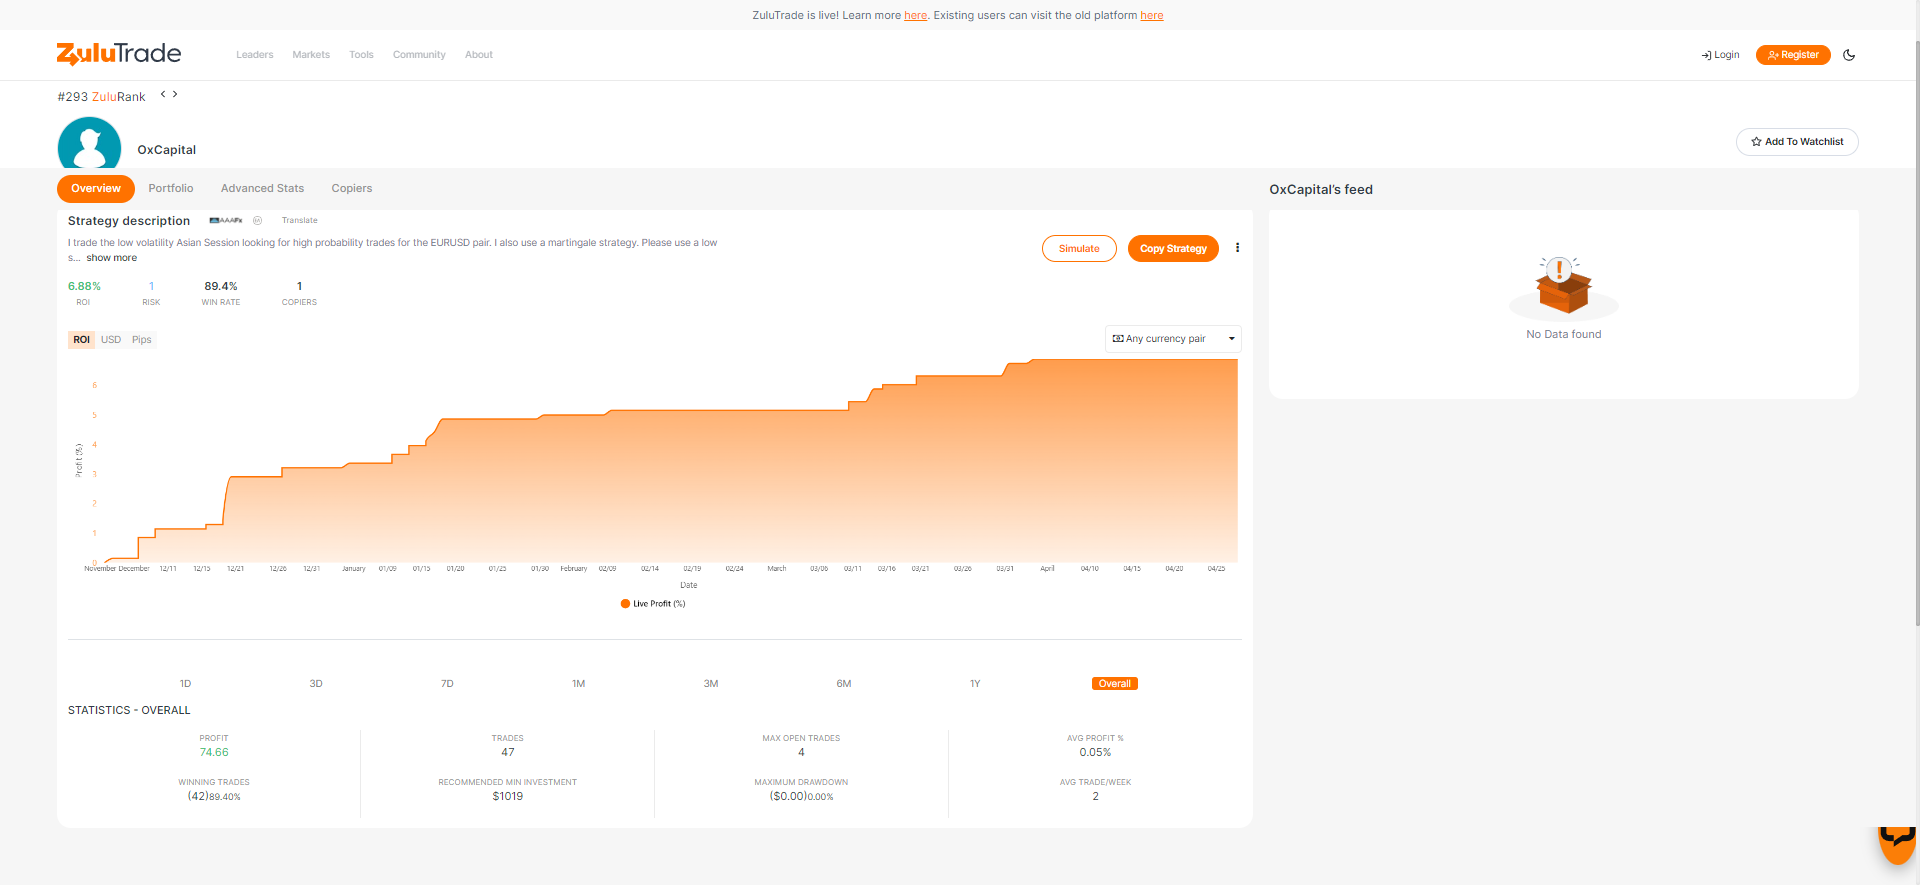 ZuluTrade is live! Learn more here. Existing users can visit the old platform here
ZuluTrade
Leaders Markets Tools Community About
Login Register
#293 ZuluRank
OxCapital
Add To Watchlist
Overview Portfolio Advanced Stats Copiers
OxCapital's feed
Strategy description AAAFx Translate
I trade the low volatility Asian Session looking for high probability trades for the EURUSD pair. I also use a martingale strategy. Please use a low
s... show more
Simulate Copy Strategy
6.88% 1 89.4% 1
ROI RISK WIN RATE COPIERS
No Data found
ROI USD Pips
Any currency pair
6
5
4
3
2
1
0
Profit (%)
November December 12/11 12/15 12/21 12/26 12/31 January 01/09 01/15 01/20 01/25 01/30 February 02/09 02/14 02/19 02/24 March 03/06 03/11 03/16 03/21 03/26 03/31 April 04/10 04/15 04/20 04/25
Date
Live Profit (%)
1D 3D 7D 1M 3M 6M 1Y Overall
STATISTICS - OVERALL
PROFIT TRADES MAX OPEN TRADES AVG PROFIT %
74.66 47 4 0.05%
WINNING TRADES RECOMMENDED MIN INVESTMENT MAXIMUM DRAWDOWN AVG TRADE/WEEK
(42)89.40% $1019 ($0.00)0.00% 2